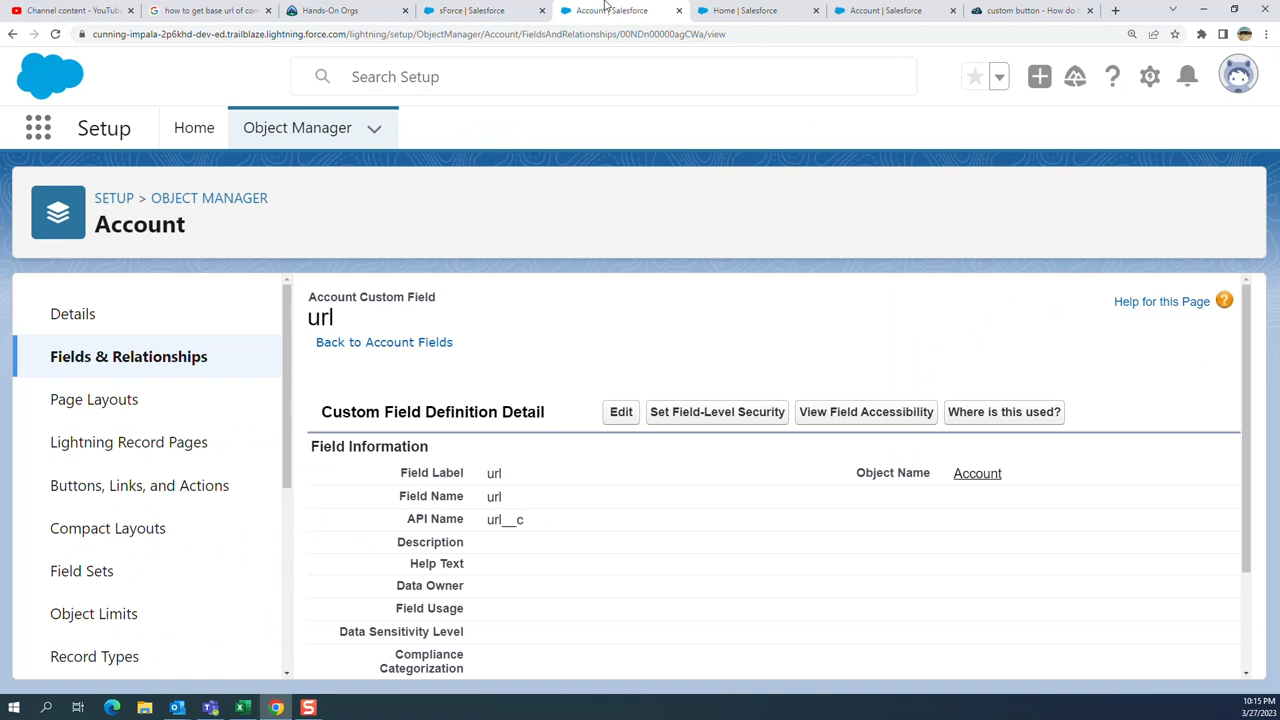 Channel content - YouTub
how to get base url of com
Hands-On Orgs
sForce | Salesforce
Account | Salesforce
Home | Salesforce
Account | Salesforce
custom button - How do I
cunning-impala-2p6khd-dev-ed.trailblaze.lightning.force.com/lightning/setup/ObjectManager/Account/FieldsAndRelationships/00NDn00000agCWa/view
Search Setup
Setup
Home
Object Manager
SETUP > OBJECT MANAGER
Account
Details
Fields & Relationships
Page Layouts
Lightning Record Pages
Buttons, Links, and Actions
Compact Layouts
Field Sets
Object Limits
Record Types
Account Custom Field
url
Help for this Page
Back to Account Fields
Custom Field Definition Detail
Edit
Set Field-Level Security
View Field Accessibility
Where is this used?
Field Information
Field Label url Object Name Account
Field Name url
API Name url__c
Description
Help Text
Data Owner
Field Usage
Data Sensitivity Level
Compliance
Categorization
10:15 PM
3/27/2023